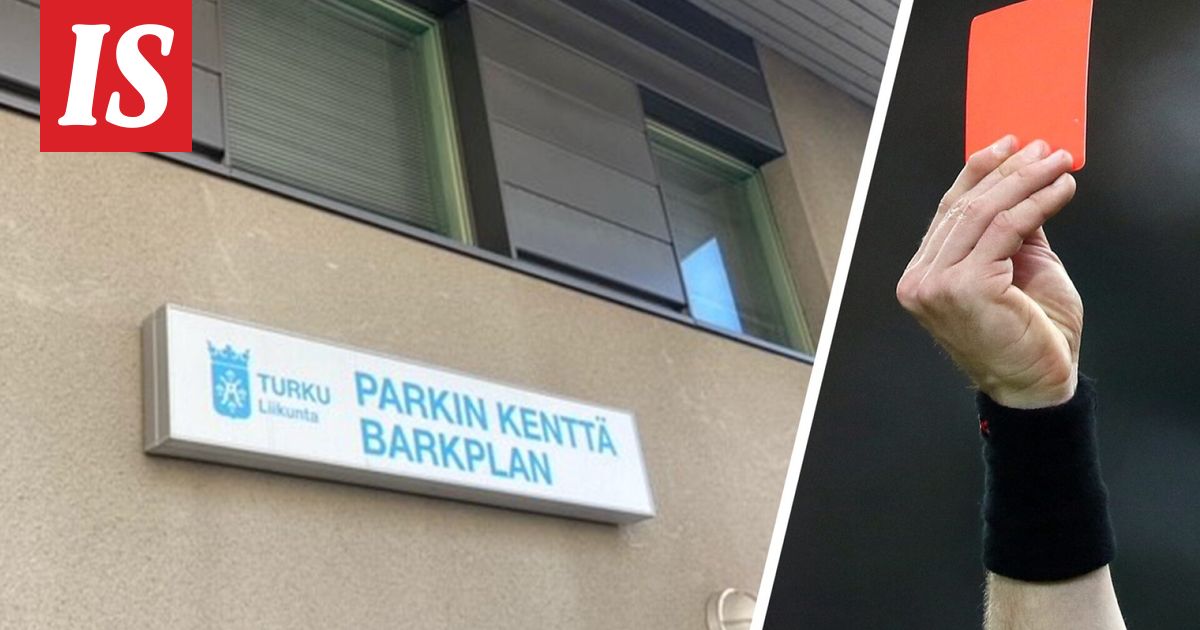 IS
TURKU
Liikunta
PARKIN KENTTÄ
BARKPLAN